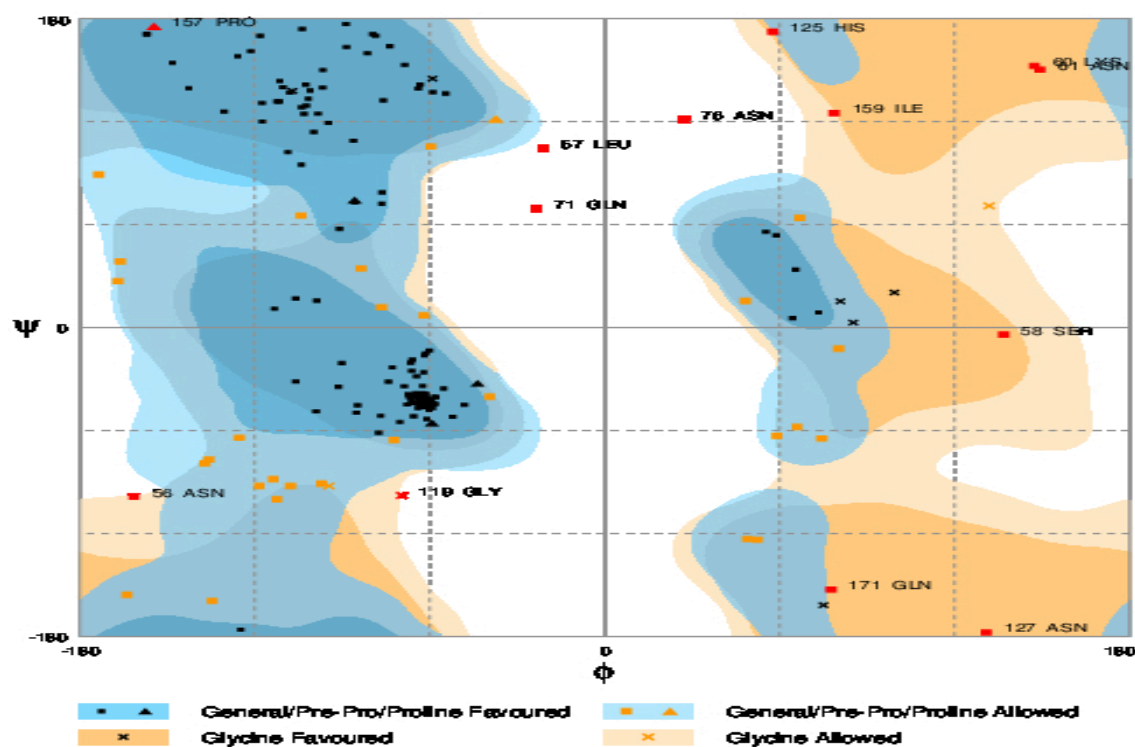 180
157 PRO
125 HIS
60 LYS
61 ASN
159 ILE
76 ASN
57 LEU
71 GLN
Ψ
0
58 SER
56 ASN
118 GLY
171 GLN
127 ASN
-180
-180
0
180
Φ
General/Pre-Pro/Proline Favoured
General/Pre-Pro/Proline Allowed
Glycine Favoured
Glycine Allowed